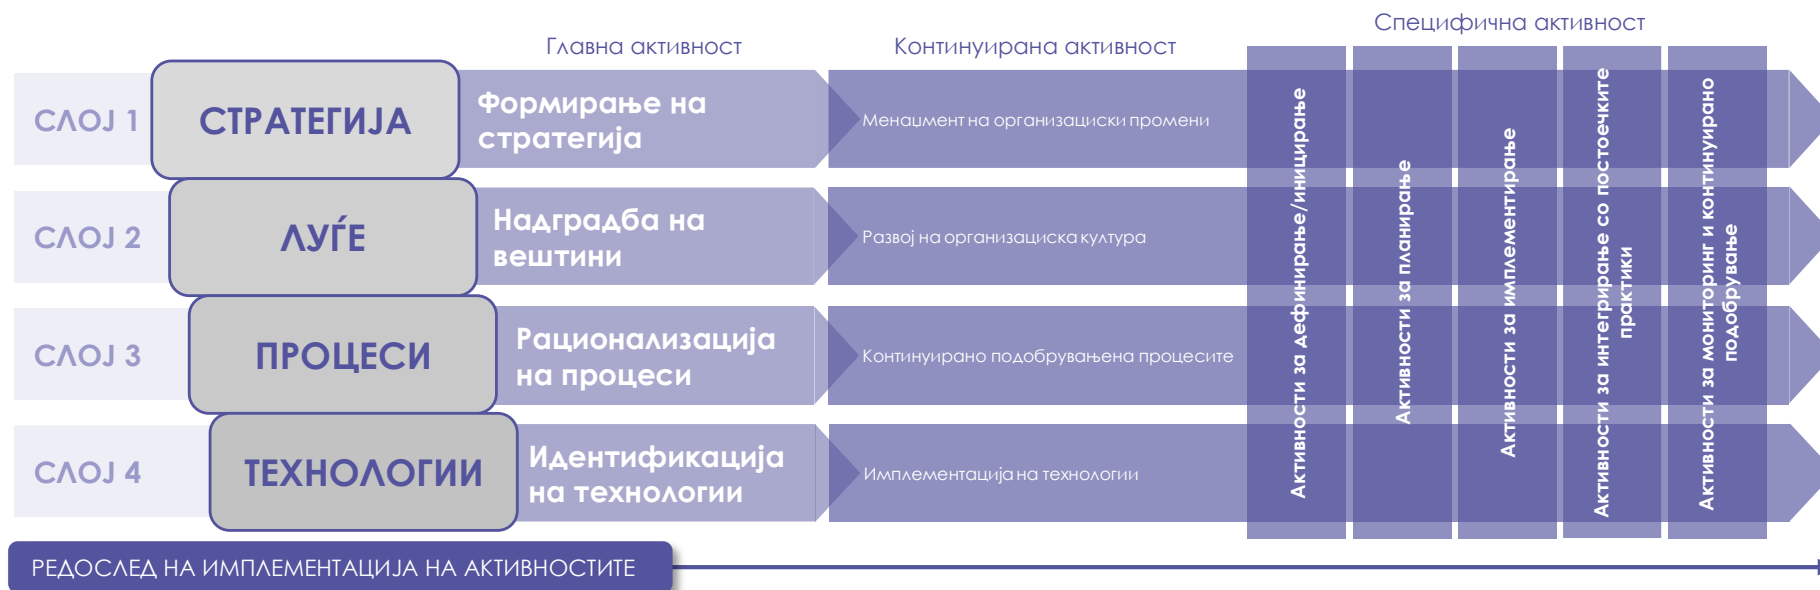 Главна активност
Континуирана активност
Специфична активност
СЛОЈ 1
СТРАТЕГИЈА
Формирање на
стратегија
Менаџмент на организациски промени
СЛОЈ 2
ЛУЃЕ
Надградба на
вештини
Развој на организациска култура
СЛОЈ 3
ПРОЦЕСИ
Рационализација
на процеси
Континуирано подобрувањена процесите
СЛОЈ 4
ТЕХНОЛОГИИ
Идентификација
на технологии
Имплементација на технологии
Активности за дефинирање/иницирање
Активности за планирање
Активности за имплементирање
Активности за интегрирање со постоечките
практики
Активности за мониторинг и континуирано
подобрување
РЕДОСЛЕД НА ИМПЛЕМЕНТАЦИЈА НА АКТИВНОСТИТЕ